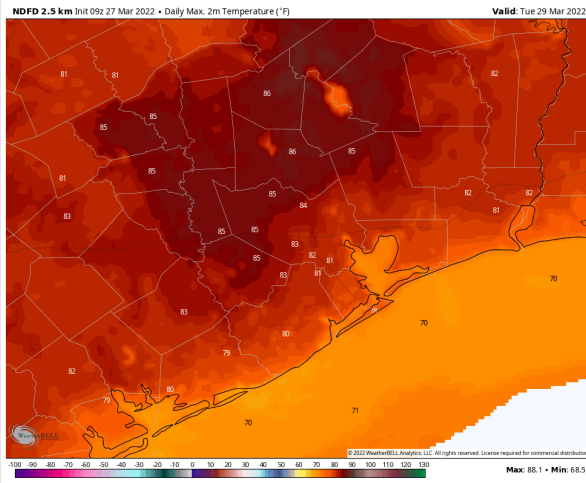 NDFD 2.5 km Init 09z 27 Mar 2022 • Daily Max. 2m Temperature (°F)
Valid: Tue 29 Mar 2022
81 81 82
86
85
85
86 85
85
81 85 82 82
84 81
83
85 85
83
82
85 81
83 81
70
83
78
70
80
79
82
80
79
71
70
WeatherBELL
© 2022 WeatherBELL Analytics, LLC. All rights reserved. License required for commercial distribution
-100 -90 -80 -70 -60 -50 -40 -30 -20 -10 0 10 20 30 40 50 60 70 80 90 100 110 120 130
Max: 88.1 • Min: 68.5